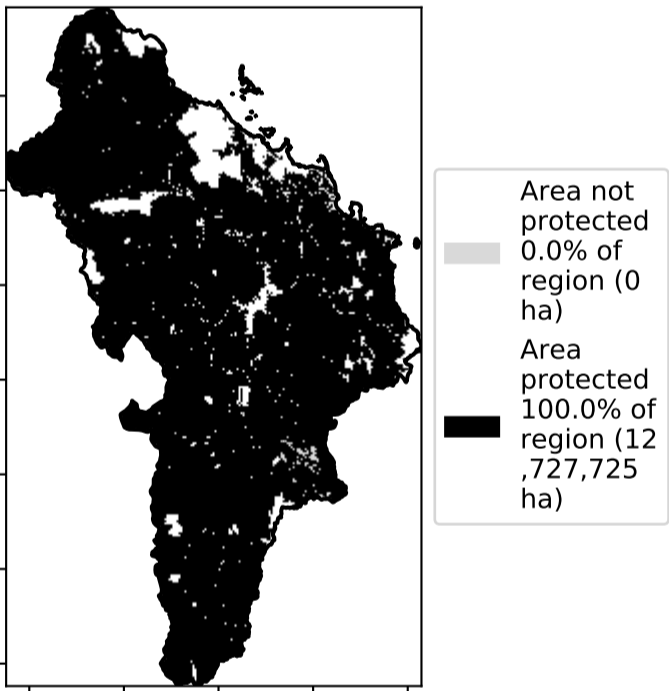 Area not
protected
0.0% of
region (0
ha)
Area
protected
100.0% of
region (12
,727,725
ha)